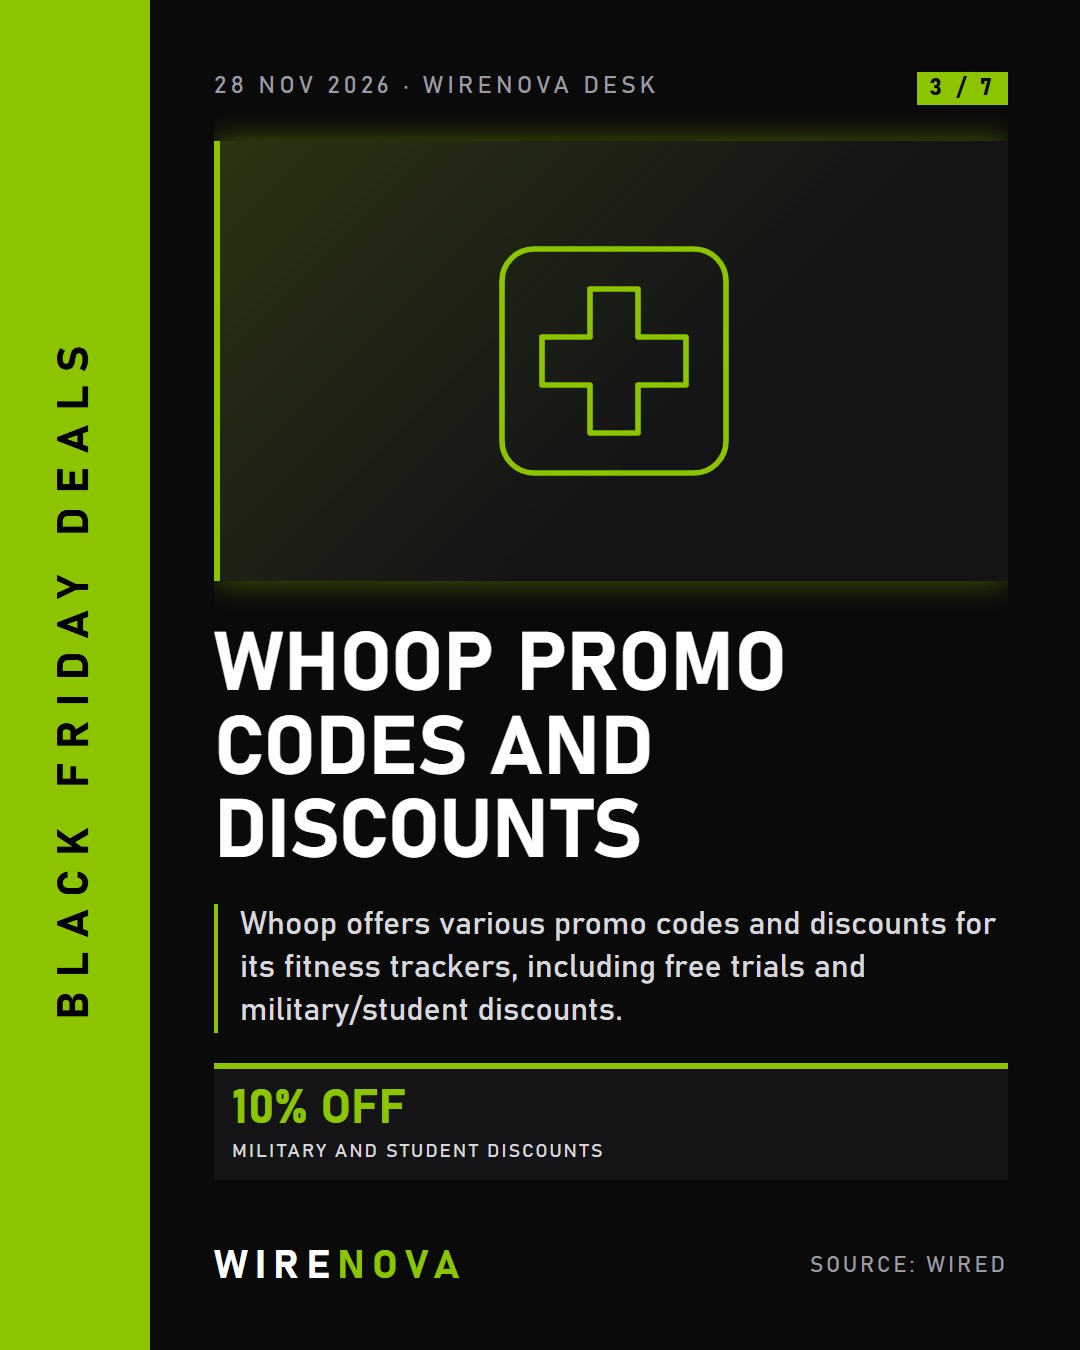 BLACK FRIDAY DEALS
28 NOV 2026 · WIRENOVA DESK
3 / 7
WHOOP PROMO
CODES AND
DISCOUNTS
Whoop offers various promo codes and discounts for
its fitness trackers, including free trials and
military/student discounts.
10% OFF
MILITARY AND STUDENT DISCOUNTS
WIRENOVA
SOURCE: WIRED